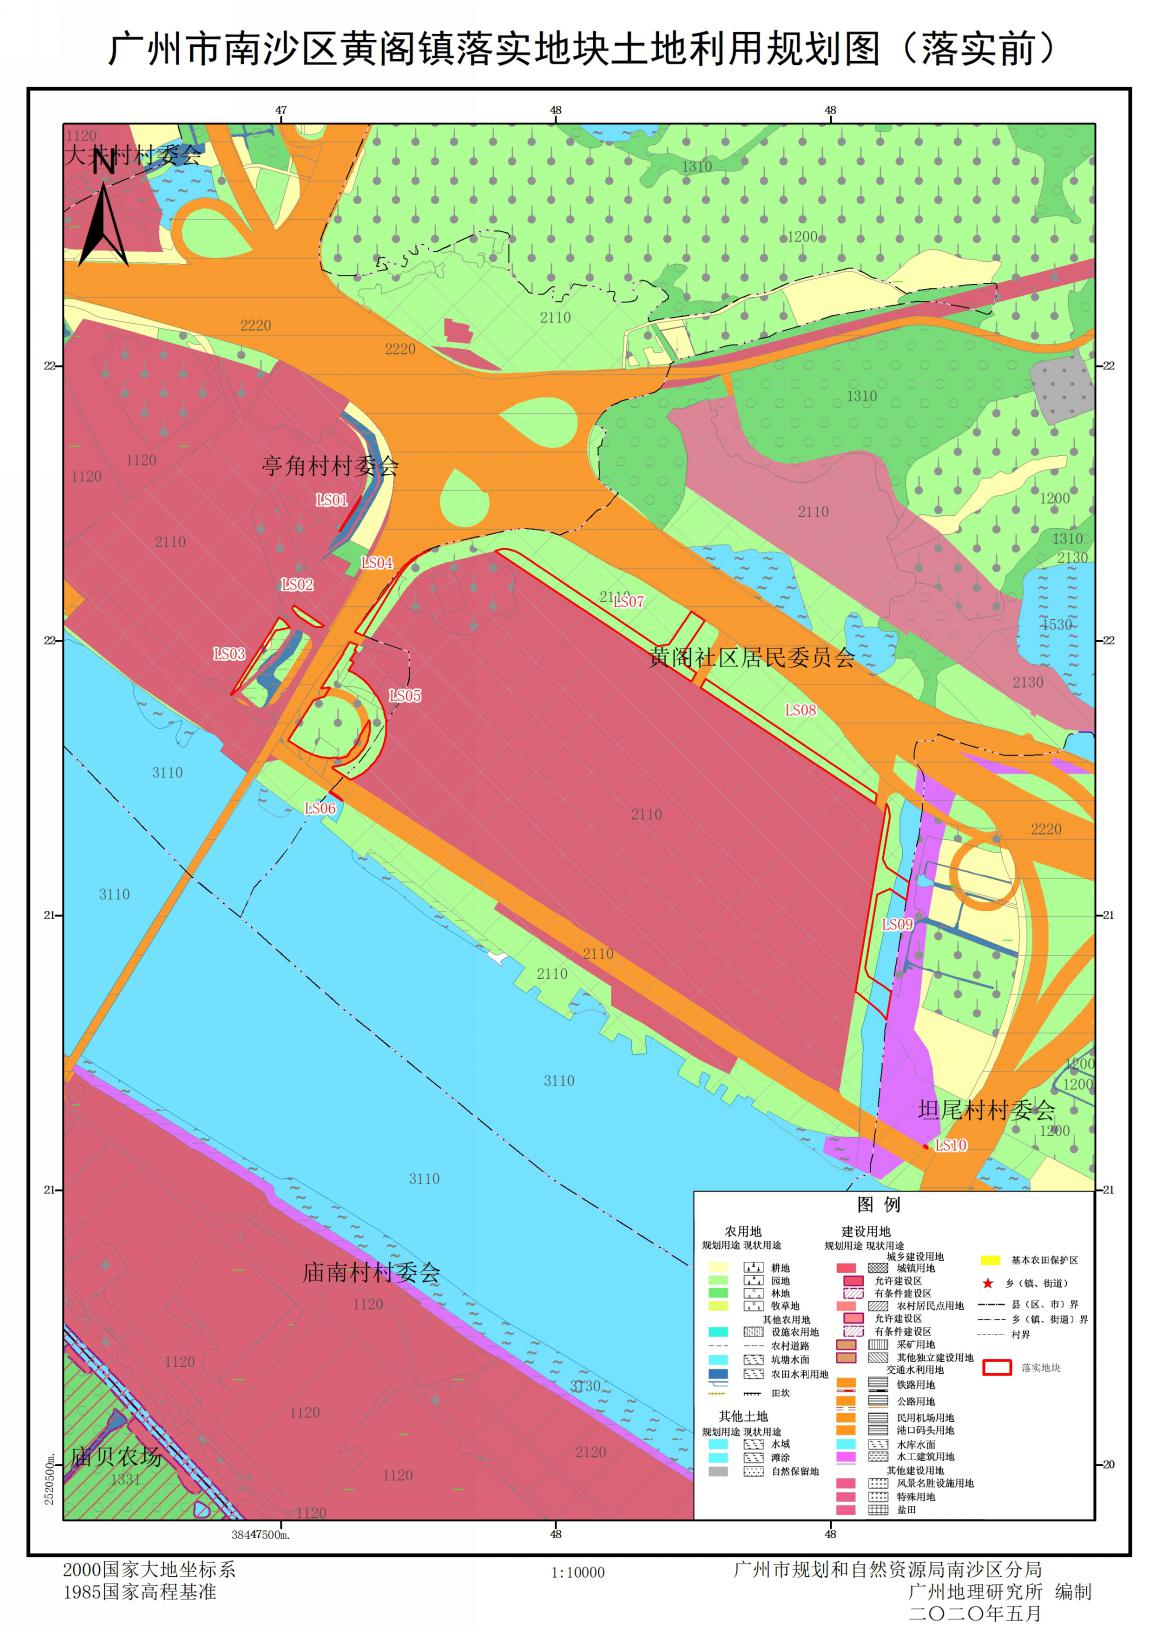 广州市南沙区黄阁镇落实地块土地利用规划图（落实前）
47
48
48
1120
大井村村委会
N
1310
1200
2110
2220
2220
22
22
1310
亭角村村委会
1120
1120
LS01
1200
2110
1310
2130
2110
LS04
LS02
2110
LS07
1530
22
22
LS03
黄阁社区居民委员会
2130
LS05
LS08
3110
LS06
2110
2220
3110
21
21
LS09
2110
2110
1200
1200
3110
坦尾村村委会
1200
LS10
3110
21
21
庙南村村委会
1120
1120
3130
1120
2120
庙贝农场
1331
1120
1120
20
2520500m.
38447500m.
48
48
图 例
农用地
规划用途 现状用途
耕地
园地
林地
牧草地
其他农用地
设施农用地
农村道路
坑塘水面
农田水利用地
田坎
其他土地
规划用途 现状用途
水域
滩涂
自然保留地
建设用地
规划用途 现状用途
城乡建设用地
城镇用地
允许建设区
有条件建设区
农村居民点用地
允许建设区
有条件建设区
采矿用地
其他独立建设用地
交通水利用地
铁路用地
公路用地
民用机场用地
港口码头用地
水库水面
水工建筑用地
其他建设用地
风景名胜设施用地
特殊用地
盐田
基本农田保护区
乡（镇、街道）
县（区、市）界
乡（镇、街道）界
村界
落实地块
2000国家大地坐标系
1985国家高程基准
1:10000
广州市规划和自然资源局南沙区分局
广州地理研究所 编制
二〇二〇年五月